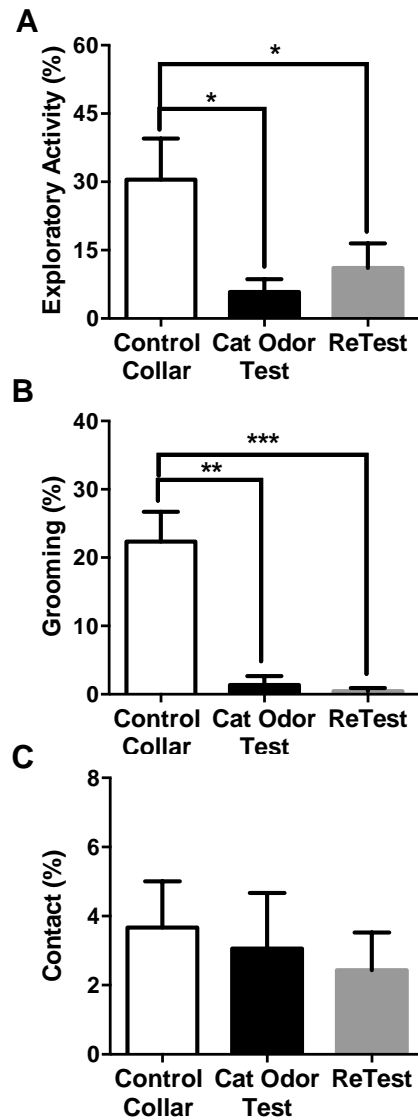 A
Exploratory Activity (%)
60
45
30
15
0
*
*
Control Collar
Cat Odor Test
ReTest
B
Grooming (%)
40
30
20
10
0
***
**
Control Collar
Cat Odor Test
ReTest
C
Contact (%)
8
6
4
2
0
Control Collar
Cat Odor Test
ReTest